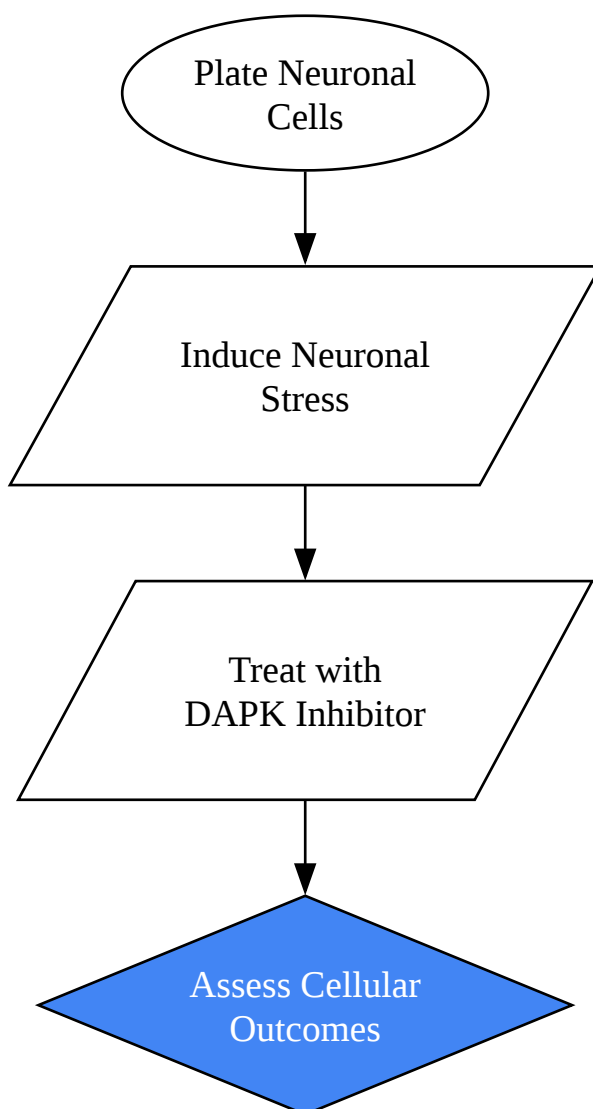 Plate Neuronal
Cells
Induce Neuronal
Stress
Treat with
DAPK Inhibitor
Assess Cellular
Outcomes